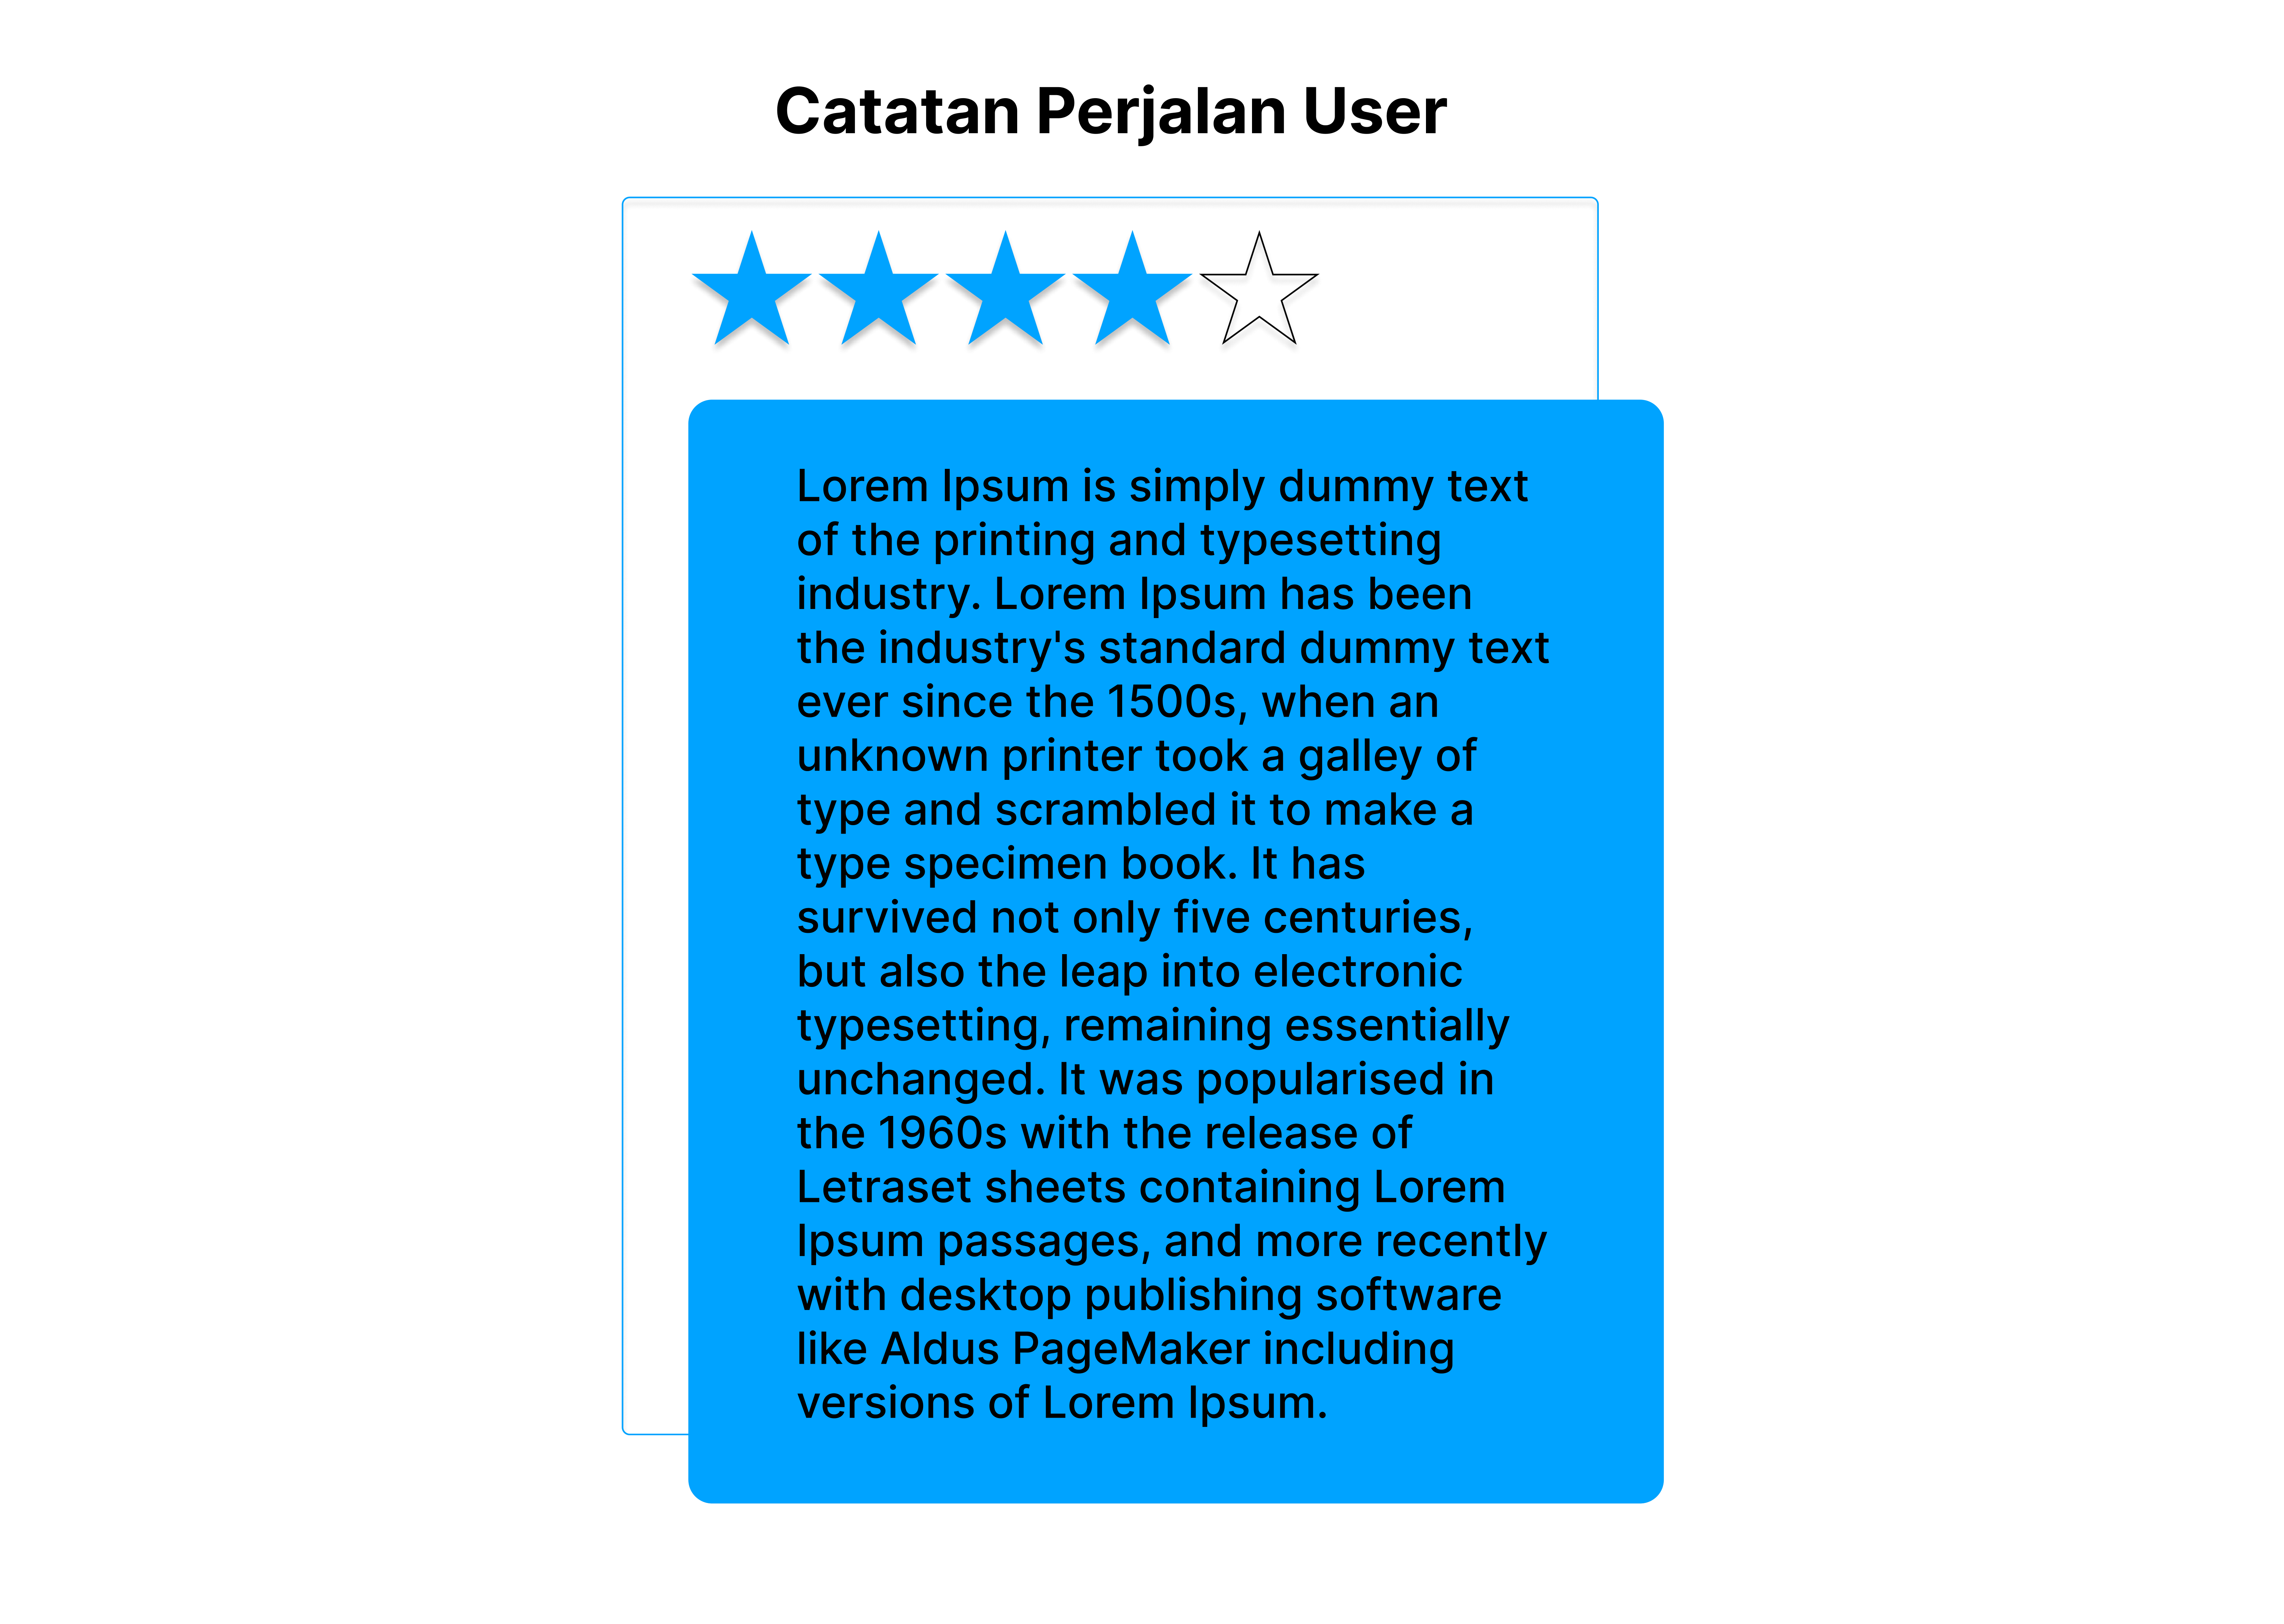 Catatan Perjalan User
Lorem Ipsum is simply dummy text
of the printing and typesetting
industry. Lorem Ipsum has been
the industry's standard dummy text
ever since the 1500s, when an
unknown printer took a galley of
type and scrambled it to make a
type specimen book. It has
survived not only five centuries,
but also the leap into electronic
typesetting, remaining essentially
unchanged. It was popularised in
the 1960s with the release of
Letraset sheets containing Lorem
Ipsum passages, and more recently
with desktop publishing software
like Aldus PageMaker including
versions of Lorem Ipsum.